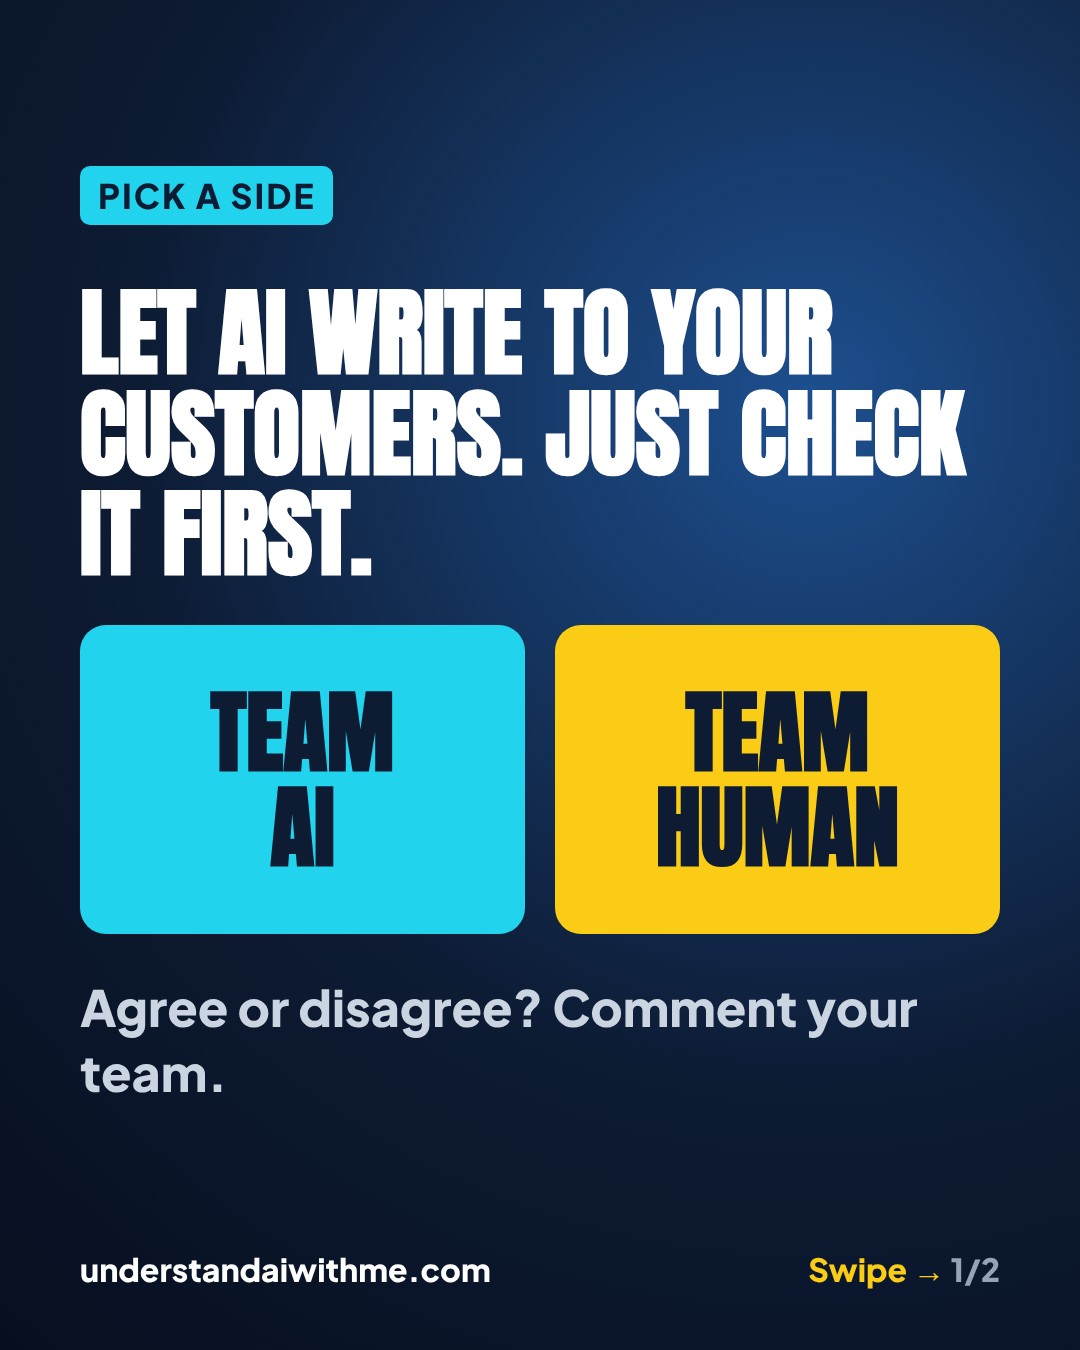 PICK A SIDE
LET AI WRITE TO YOUR
CUSTOMERS. JUST CHECK
IT FIRST.
TEAM
AI
TEAM
HUMAN
Agree or disagree? Comment your
team.
understandaiwithme.com
Swipe → 1/2